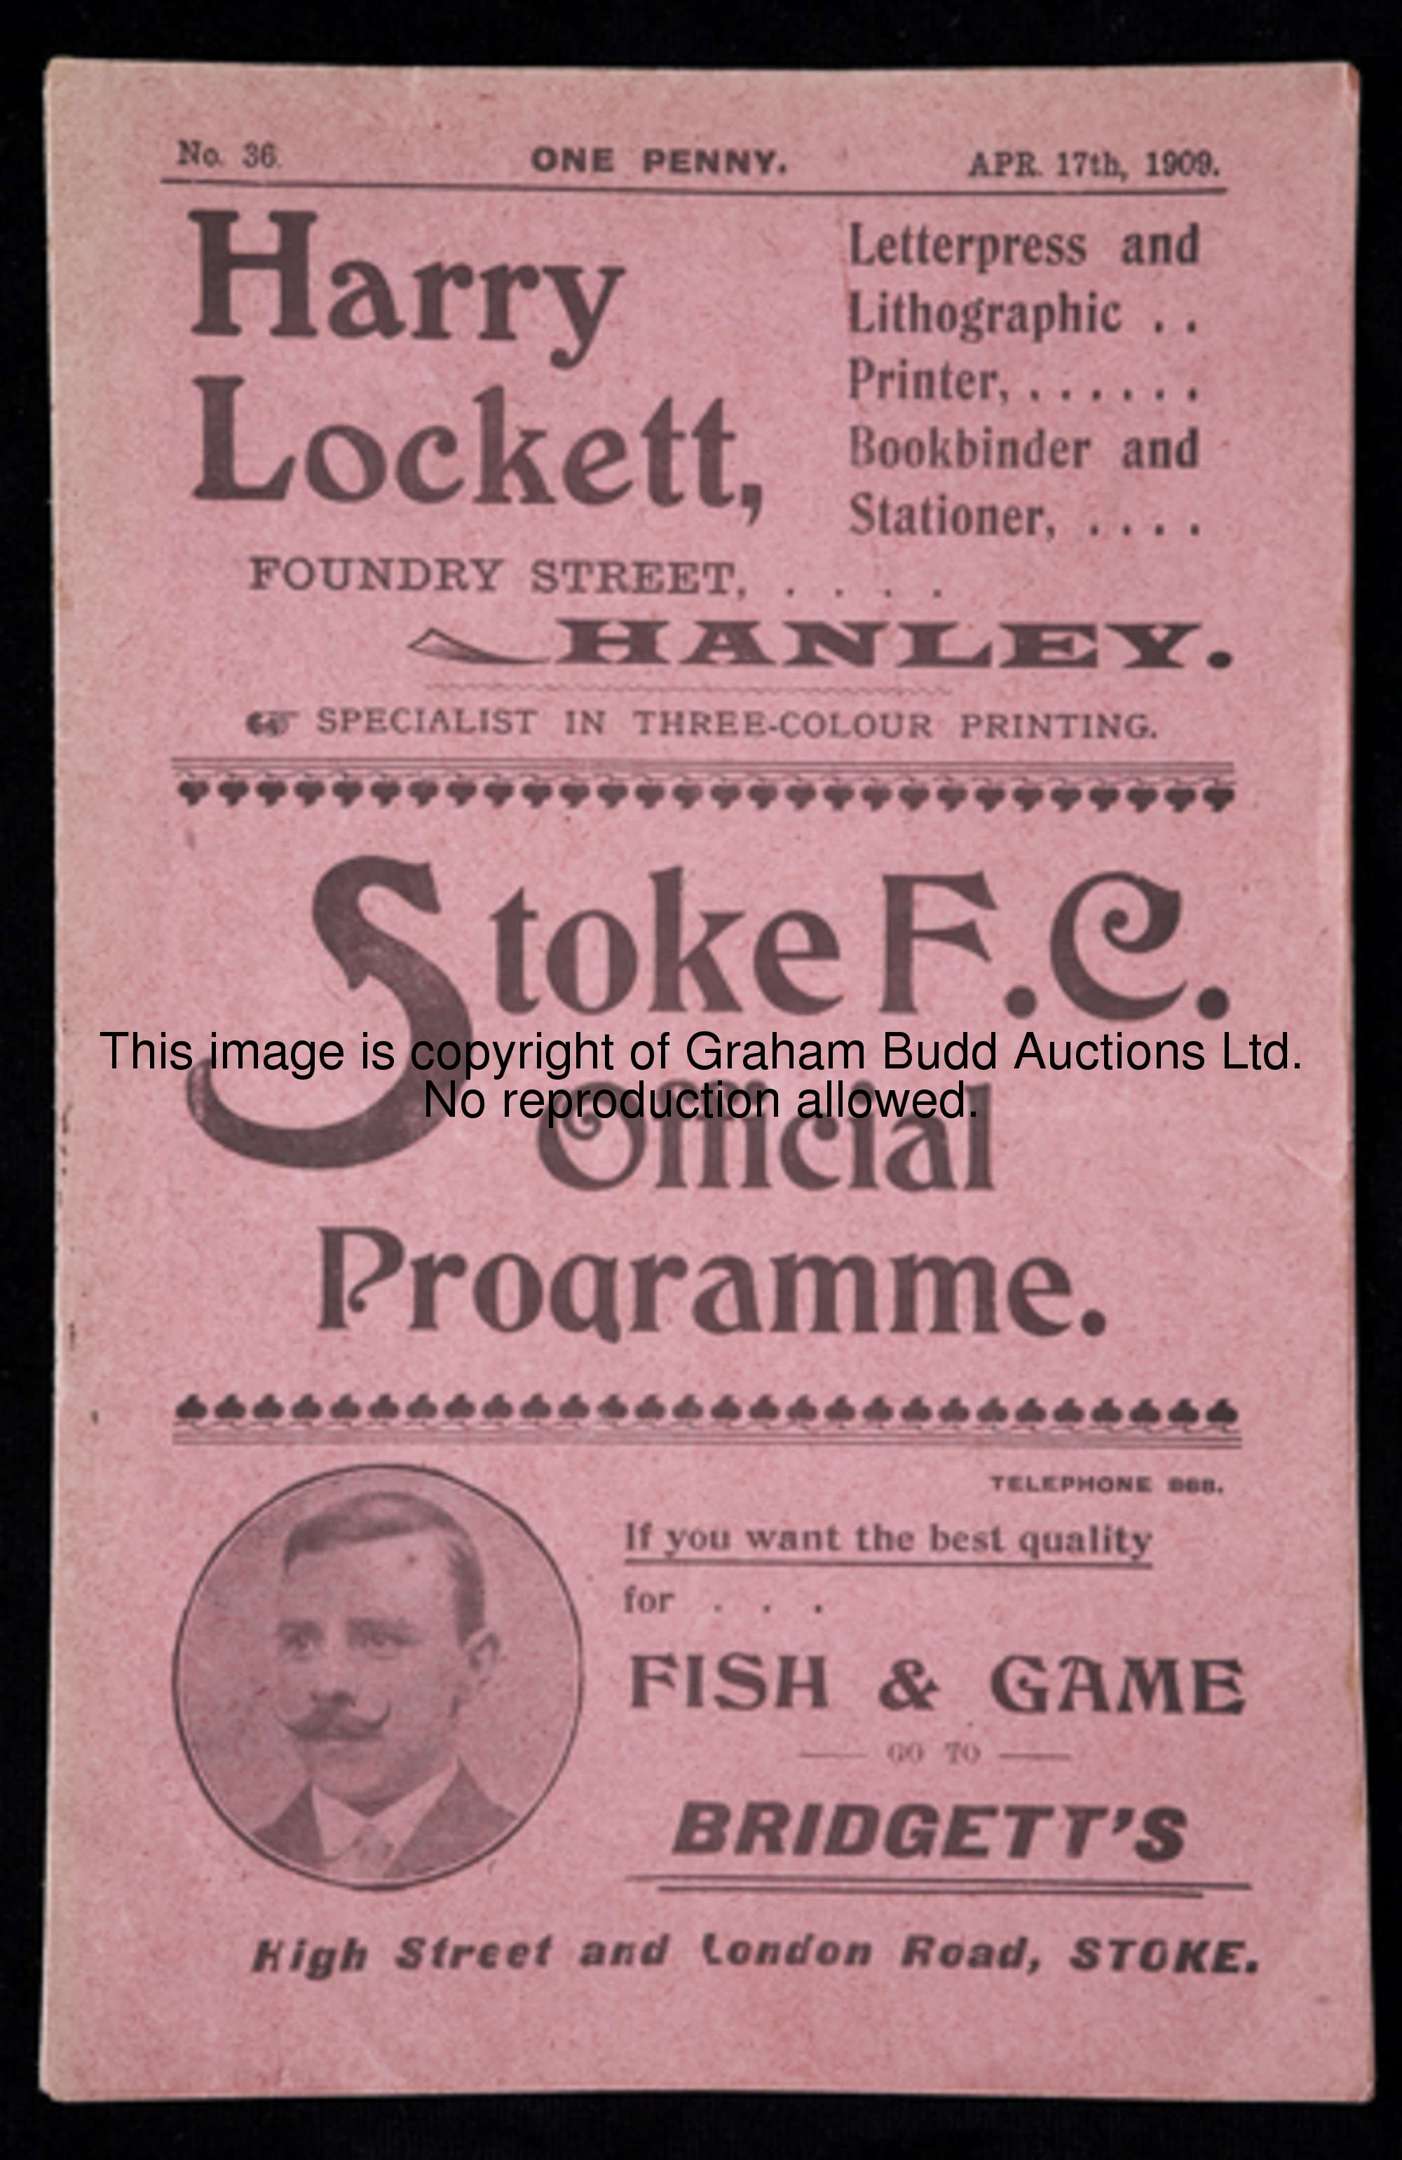 No. 36.
ONE PENNY.
APR. 17th, 1909.
Harry
Lockett,
Letterpress and
Lithographic . .
Printer, . . . . . .
Bookbinder and
Stationer, . . . .
FOUNDRY STREET, . . . .
HANLEY.
SPECIALIST IN THREE-COLOUR PRINTING.
Stoke F.C.
This image is copyright of Graham Budd Auctions Ltd.
No reproduction allowed.
Official
Programme.
TELEPHONE
If you want the best quality
for . . .
FISH & GAME
GO TO
BRIDGETT'S
High Street and London Road, STOKE.